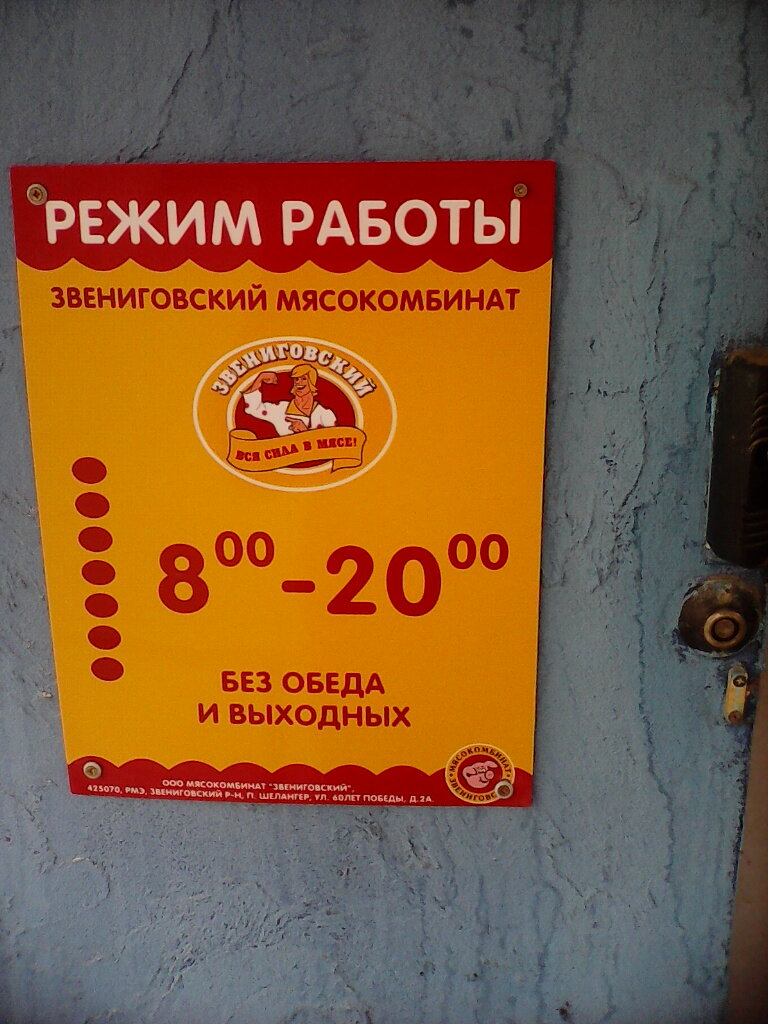 РЕЖИМ РАБОТЫ
ЗВЕНИГОВСКИЙ МЯСОКОМБИНАТ
ЗВЕНИГОВСКИЙ
ВСЯ СИЛА В МЯСЕ!
8⁰⁰-20⁰⁰
БЕЗ ОБЕДА
И ВЫХОДНЫХ
ООО МЯСОКОМБИНАТ "ЗВЕНИГОВСКИЙ",
425070, РМЭ, ЗВЕНИГОВСКИЙ Р-Н, П. ШЕЛАНГЕР, УЛ. 60ЛЕТ ПОБЕДЫ, Д.2А.
МЯСОКОМБИНАТ